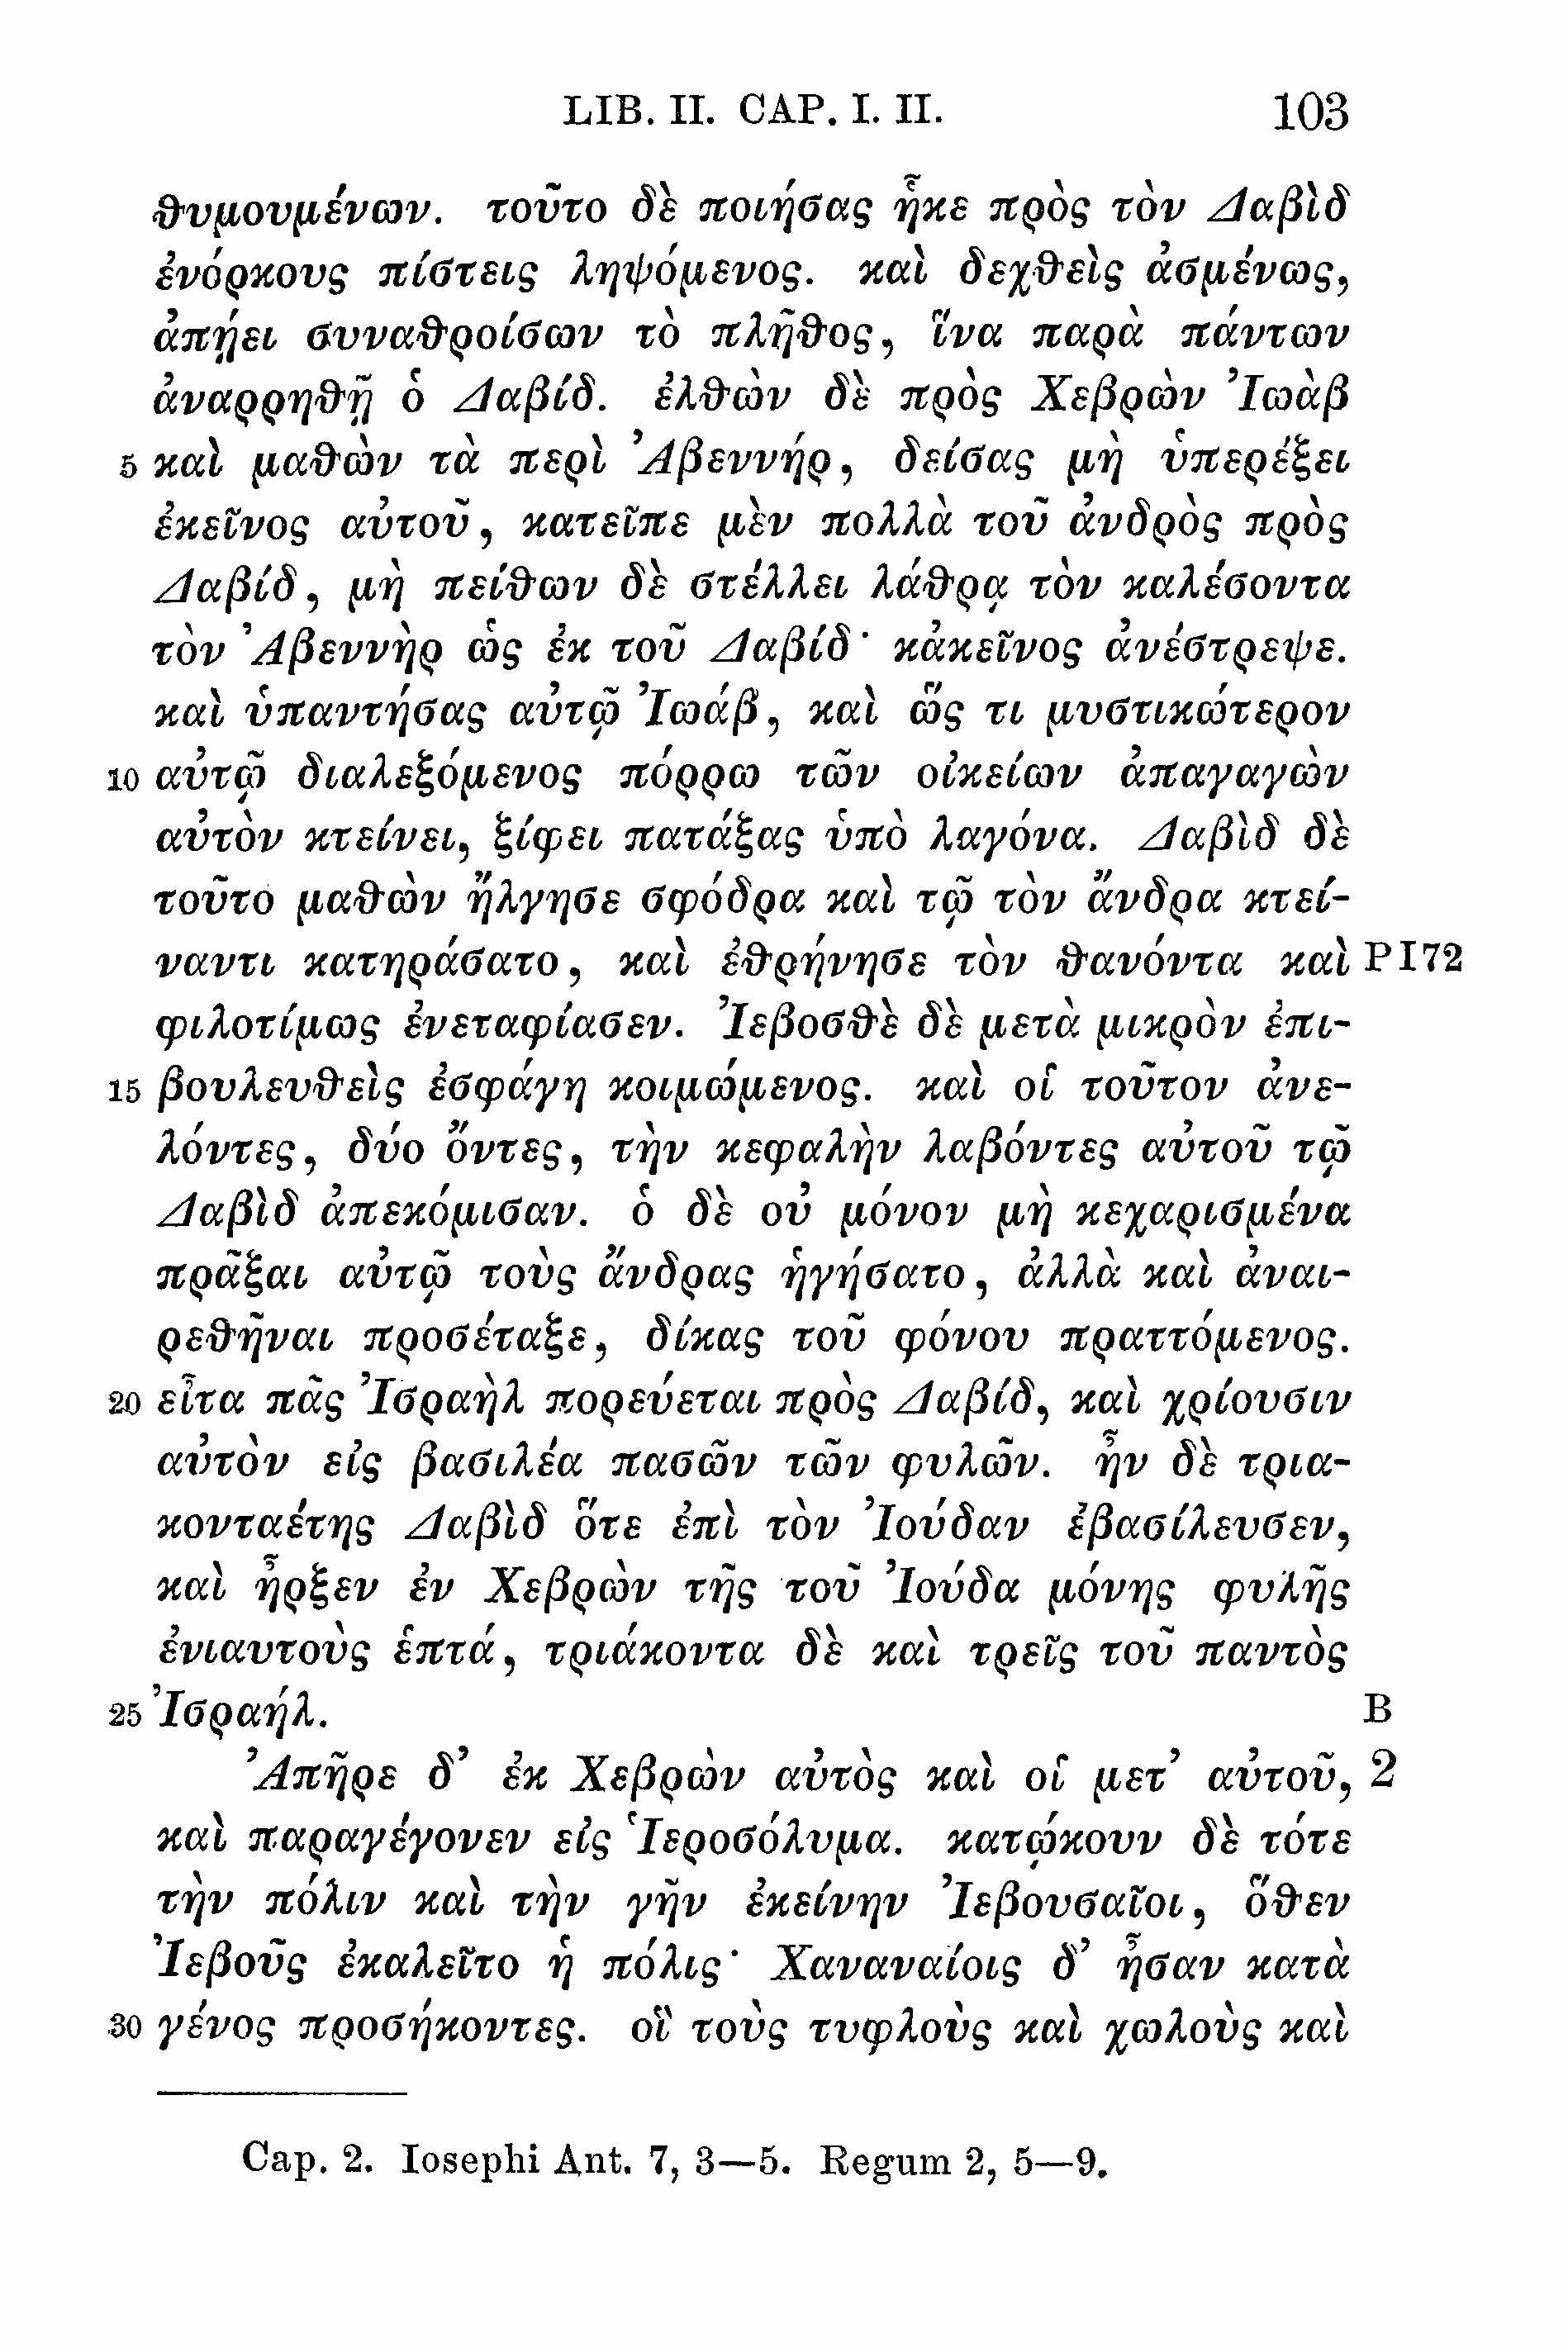 LIB. II. CAP. I. II. 103
θυμουμένων. τοῦτο δὲ ποιήσας ἧκε πρὸς τὸν Δαβὶδ
ἐνόρκους πίστεις ληψόμενος. καὶ δεχθεὶς ἀσμένως,
ἀπῄει συναθροίσων τὸ πλῆθος, ἵνα παρὰ πάντων
ἀναρρηθῇ ὁ Δαβίδ. ἐλθὼν δὲ πρὸς Χεβρὼν Ἰωὰβ
5 καὶ μαθὼν τὰ περὶ Ἀβεννήρ, δείσας μὴ ὑπερέξει
ἐκεῖνος αὐτοῦ, κατεῖπε μὲν πολλὰ τοῦ ἀνδρὸς πρὸς
Δαβίδ, μὴ πείθων δὲ στέλλει λάθρᾳ τὸν καλέσοντα
τὸν Ἀβεννὴρ ὡς ἐκ τοῦ Δαβίδ· κἀκεῖνος ἀνέστρεψε.
καὶ ὑπαντήσας αὐτῷ Ἰωάβ, καὶ ὥς τι μυστικώτερον
10 αὐτῷ διαλεξόμενος πόρρω τῶν οἰκείων ἀπαγαγὼν
αὐτὸν κτείνει, ξίφει πατάξας ὑπὸ λαγόνα. Δαβὶδ δὲ
τοῦτο μαθὼν ἤλγησε σφόδρα καὶ τῷ τὸν ἄνδρα κτεί-
ναντι κατηράσατο, καὶ ἐθρήνησε τὸν θανόντα καὶ PI72
φιλοτίμως ἐνεταφίασεν. Ἰεβοσθὲ δὲ μετὰ μικρὸν ἐπι-
15 βουλευθεὶς ἐσφάγη κοιμώμενος. καὶ οἱ τοῦτον ἀνε-
λόντες, δύο ὄντες, τὴν κεφαλὴν λαβόντες αὐτοῦ τῷ
Δαβὶδ ἀπεκόμισαν. ὁ δὲ οὐ μόνον μὴ κεχαρισμένα
πρᾶξαι αὐτῷ τοὺς ἄνδρας ἡγήσατο, ἀλλὰ καὶ ἀναι-
ρεθῆναι προσέταξε, δίκας τοῦ φόνου πραττόμενος.
20 εἶτα πᾶς Ἰσραὴλ πορεύεται πρὸς Δαβίδ, καὶ χρίουσιν
αὐτὸν εἰς βασιλέα πασῶν τῶν φυλῶν. ἦν δὲ τρια-
κονταέτης Δαβὶδ ὅτε ἐπὶ τὸν Ἰούδαν ἐβασίλευσεν,
καὶ ἦρξεν ἐν Χεβρὼν τῆς τοῦ Ἰούδα μόνης φυλῆς
ἐνιαυτοὺς ἑπτά, τριάκοντα δὲ καὶ τρεῖς τοῦ παντὸς
25 Ἰσραήλ. B
Ἀπῆρε δ’ ἐκ Χεβρὼν αὐτὸς καὶ οἱ μετ’ αὐτοῦ, 2
καὶ παραγέγονεν εἰς Ἱεροσόλυμα. κατῴκουν δὲ τότε
τὴν πόλιν καὶ τὴν γῆν ἐκείνην Ἰεβουσαῖοι, ὅθεν
Ἰεβοῦς ἐκαλεῖτο ἡ πόλις· Χαναναίοις δ’ ἦσαν κατὰ
30 γένος προσήκοντες. οἳ τοὺς τυφλοὺς καὶ χωλοὺς καὶ
Cap. 2. Iosephi Ant. 7, 3—5. Regum 2, 5—9.